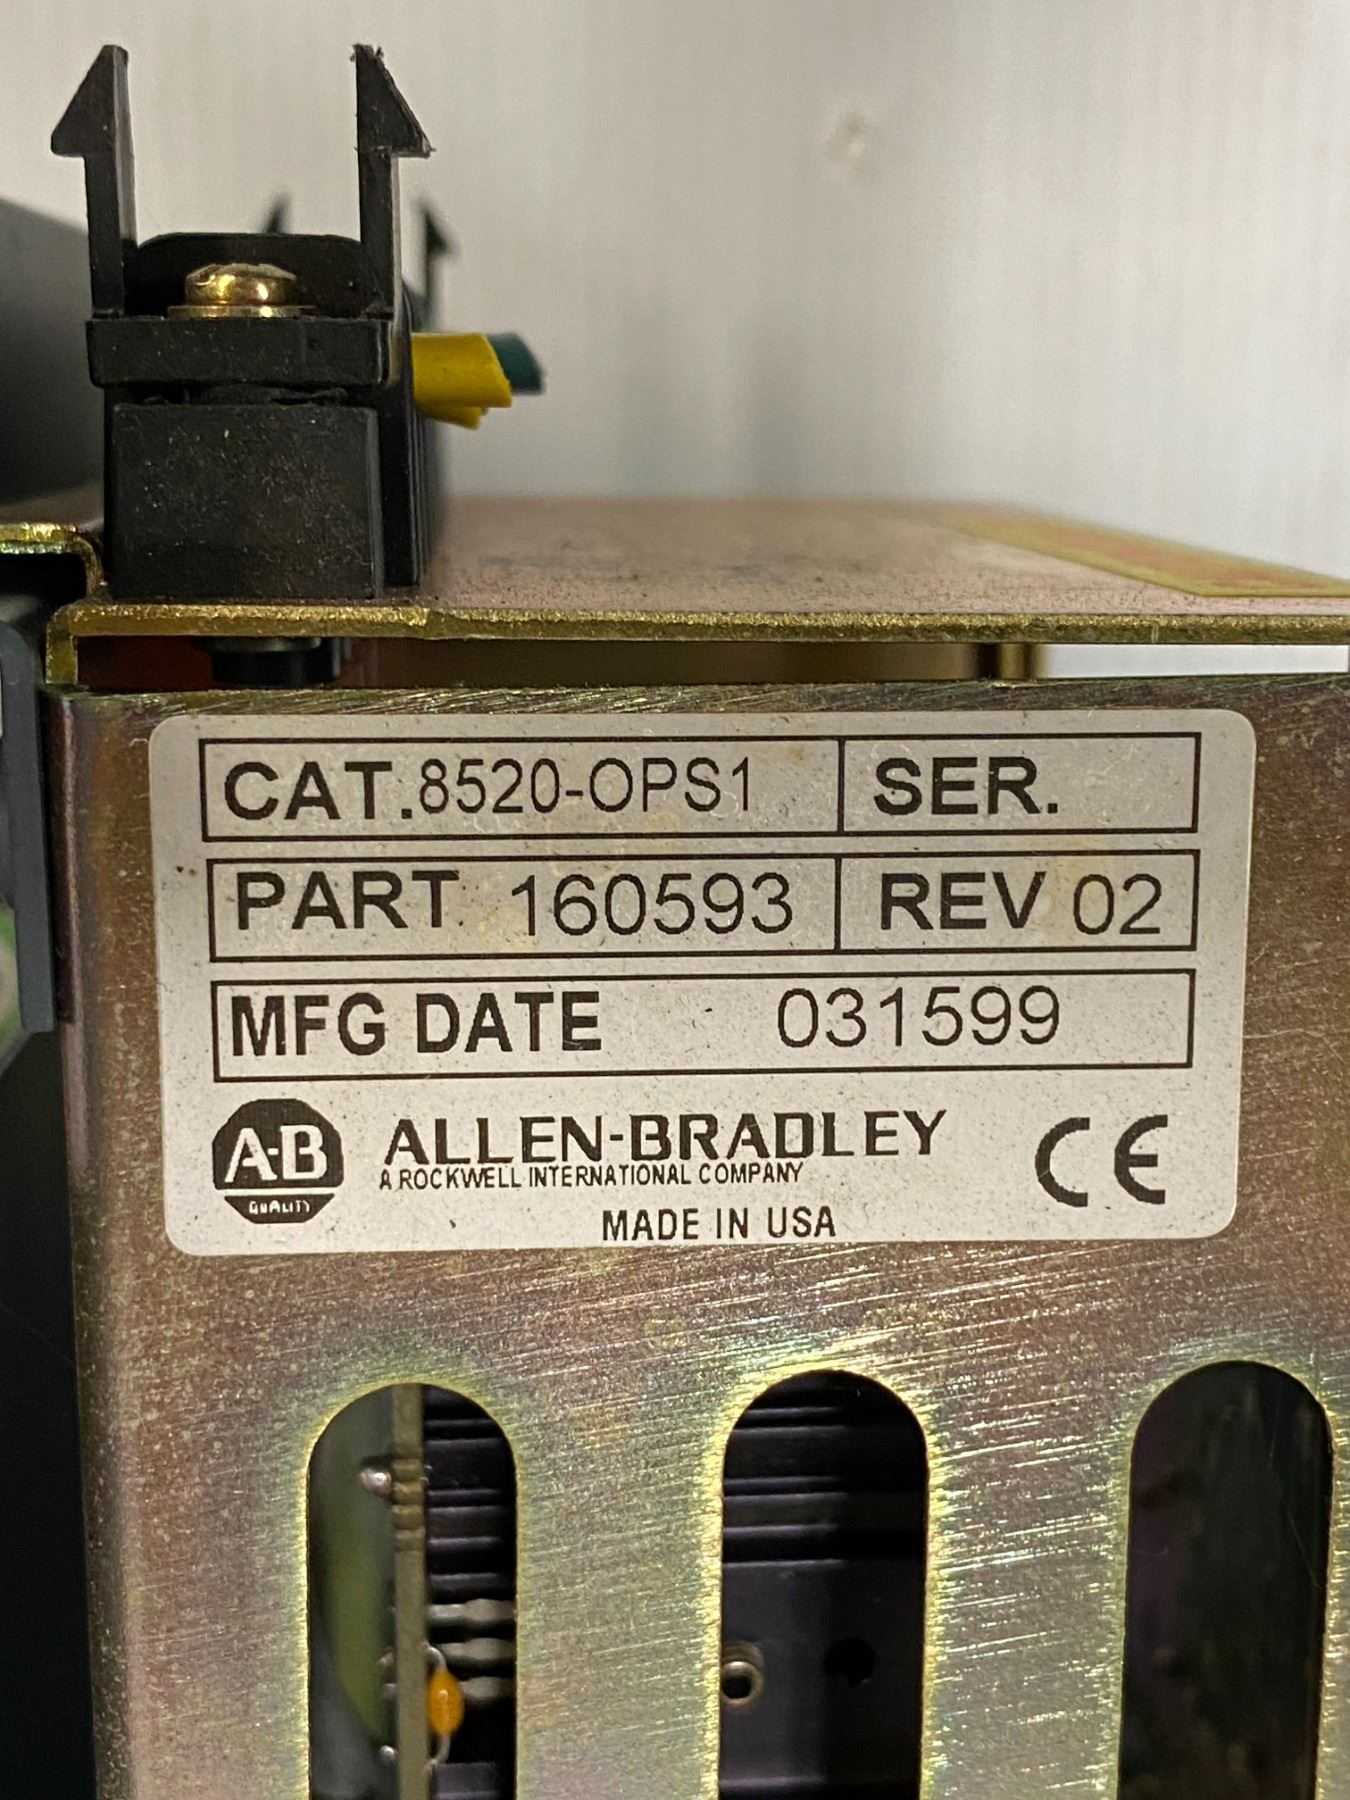 CAT.8520-OPS1 SER.
PART 160593 REV 02
MFG DATE 031599
A-B QUALITY
ALLEN-BRADLEY
A ROCKWELL INTERNATIONAL COMPANY
CE
MADE IN USA